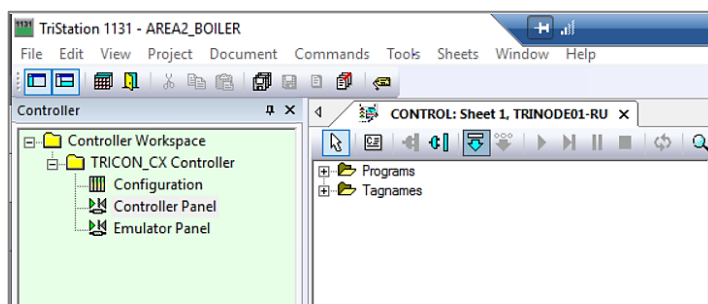 1131 TriStation 1131 - AREA2_BOILER
File Edit View Project Document Commands Tools Sheets Window Help
Controller
CONTROL: Sheet 1, TRINODE01-RU
Controller Workspace
TRICON_CX Controller
Configuration
Controller Panel
Emulator Panel
Programs
Tagnames